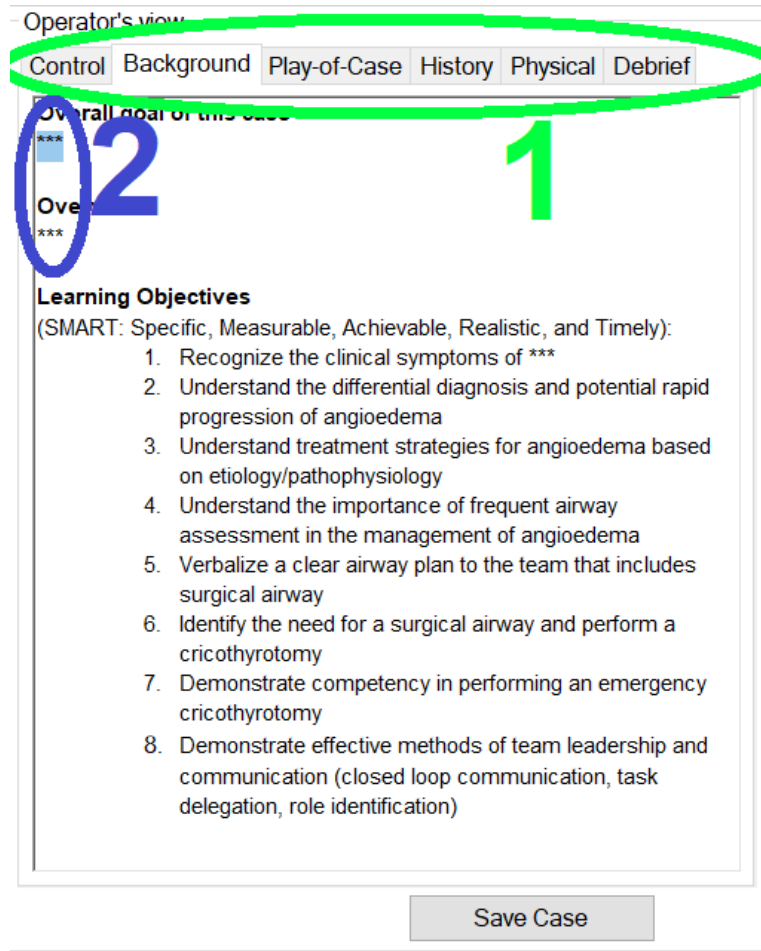 Operator's view
Control Background Play-of-Case History Physical Debrief
Overall goal of this case
***
2
1
***
Learning Objectives
(SMART: Specific, Measurable, Achievable, Realistic, and Timely):
1. Recognize the clinical symptoms of ***
2. Understand the differential diagnosis and potential rapid
progression of angioedema
3. Understand treatment strategies for angioedema based
on etiology/pathophysiology
4. Understand the importance of frequent airway
assessment in the management of angioedema
5. Verbalize a clear airway plan to the team that includes
surgical airway
6. Identify the need for a surgical airway and perform a
cricothyrotomy
7. Demonstrate competency in performing an emergency
cricothyrotomy
8. Demonstrate effective methods of team leadership and
communication (closed loop communication, task
delegation, role identification)
Save Case